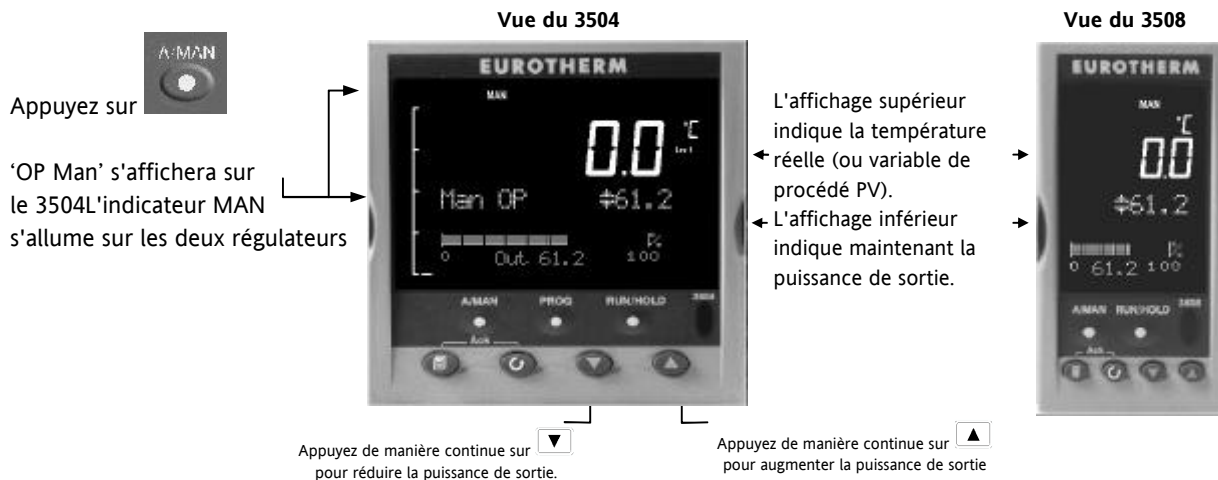 Vue du 3504
Vue du 3508
A/MAN
Appuyez sur
‘OP Man’ s'affichera sur
le 3504L'indicateur MAN
s'allume sur les deux régulateurs
EUROTHERM
MAN
0.0 °C
Man OP 61.2
%
0 Out 61.2 100
A/MAN PROG RUN/HOLD
Ack
L'affichage supérieur
indique la température
réelle (ou variable de
procédé PV).
L'affichage inférieur
indique maintenant la
puissance de sortie.
EUROTHERM
MAN
°C
0.0
61.2
%
0 61.2 100
A/MAN RUN/HOLD
Ack
Appuyez de manière continue sur ▼
pour réduire la puissance de sortie.
Appuyez de manière continue sur ▲
pour augmenter la puissance de sortie